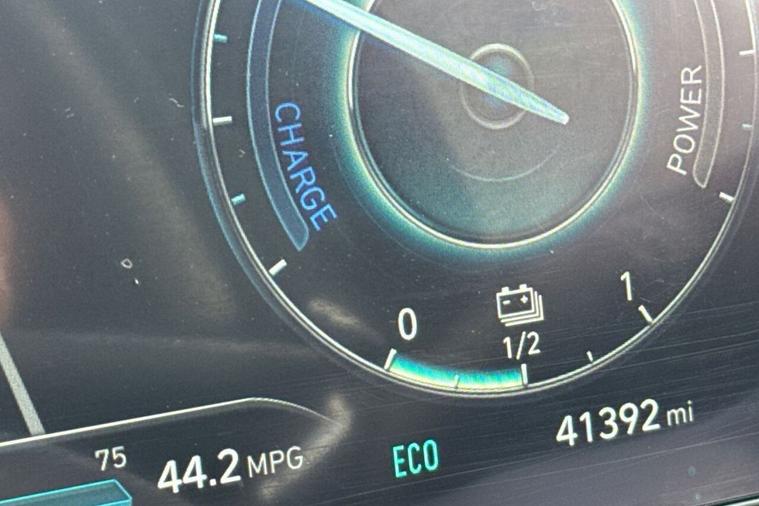 CHARGE
POWER
0
1/2
1
75
44.2 MPG
ECO
41392 mi